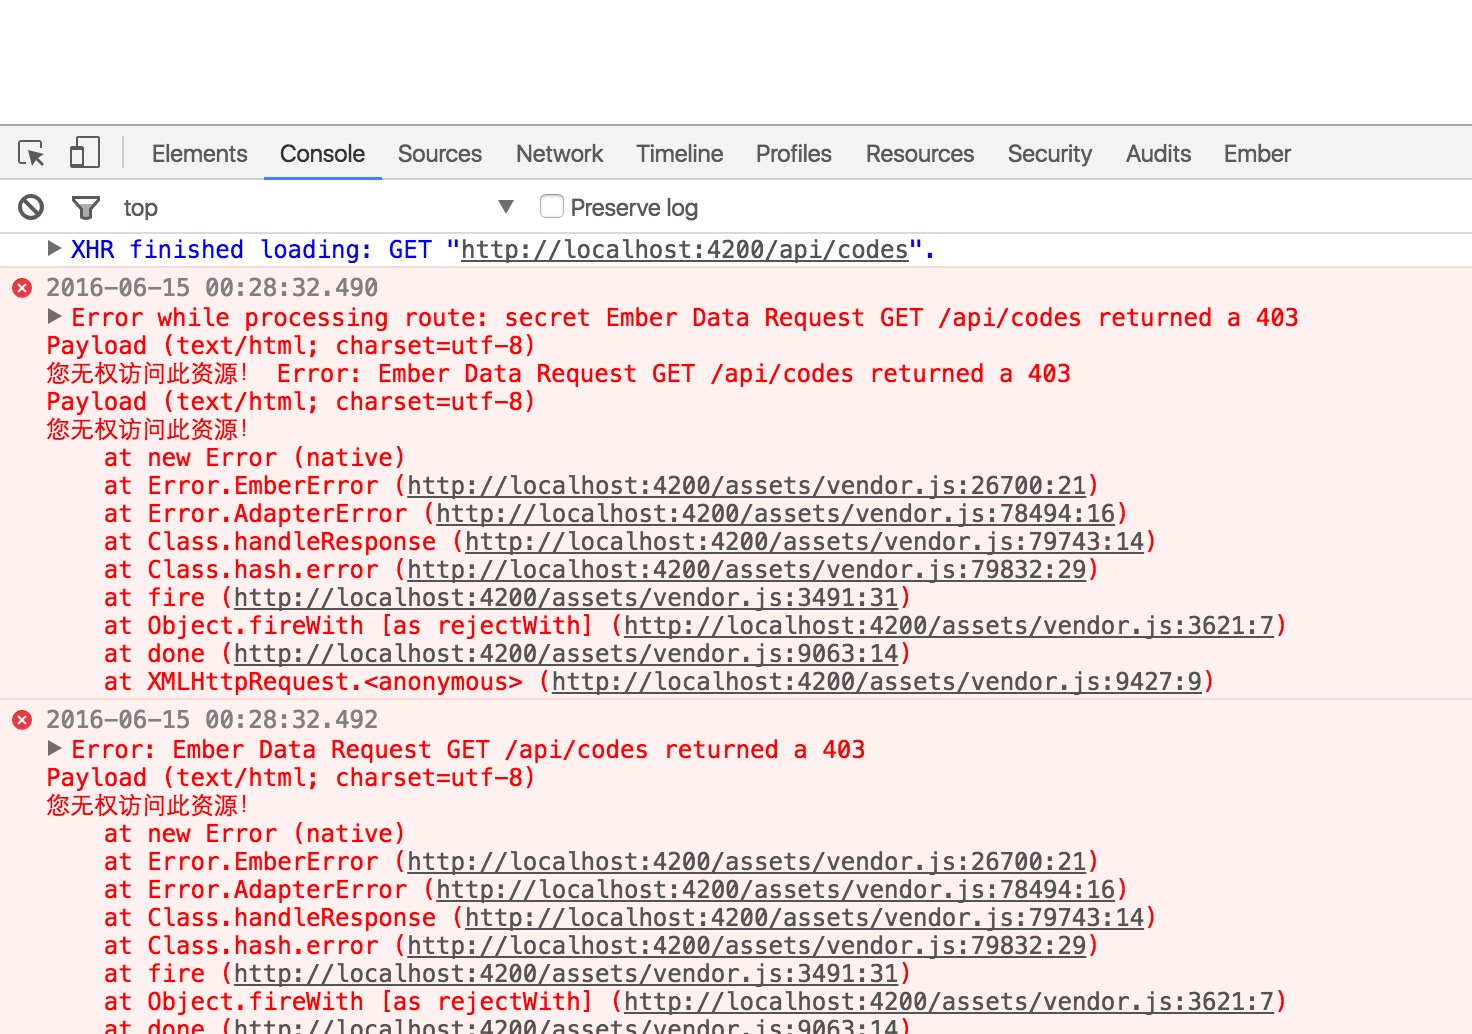 Elements Console Sources Network Timeline Profiles Resources Security Audits Ember
top ▼ Preserve log
▶ XHR finished loading: GET "http://localhost:4200/api/codes".
2016-06-15 00:28:32.490
▶ Error while processing route: secret Ember Data Request GET /api/codes returned a 403
Payload (text/html; charset=utf-8)
您无权访问此资源! Error: Ember Data Request GET /api/codes returned a 403
Payload (text/html; charset=utf-8)
您无权访问此资源!
at new Error (native)
at Error.EmberError (http://localhost:4200/assets/vendor.js:26700:21)
at Error.AdapterError (http://localhost:4200/assets/vendor.js:78494:16)
at Class.handleResponse (http://localhost:4200/assets/vendor.js:79743:14)
at Class.hash.error (http://localhost:4200/assets/vendor.js:79832:29)
at fire (http://localhost:4200/assets/vendor.js:3491:31)
at Object.fireWith [as rejectWith] (http://localhost:4200/assets/vendor.js:3621:7)
at done (http://localhost:4200/assets/vendor.js:9063:14)
at XMLHttpRequest.<anonymous> (http://localhost:4200/assets/vendor.js:9427:9)
2016-06-15 00:28:32.492
▶ Error: Ember Data Request GET /api/codes returned a 403
Payload (text/html; charset=utf-8)
您无权访问此资源!
at new Error (native)
at Error.EmberError (http://localhost:4200/assets/vendor.js:26700:21)
at Error.AdapterError (http://localhost:4200/assets/vendor.js:78494:16)
at Class.handleResponse (http://localhost:4200/assets/vendor.js:79743:14)
at Class.hash.error (http://localhost:4200/assets/vendor.js:79832:29)
at fire (http://localhost:4200/assets/vendor.js:3491:31)
at Object.fireWith [as rejectWith] (http://localhost:4200/assets/vendor.js:3621:7)
at done (http://localhost:4200/assets/vendor.js:9063:14)